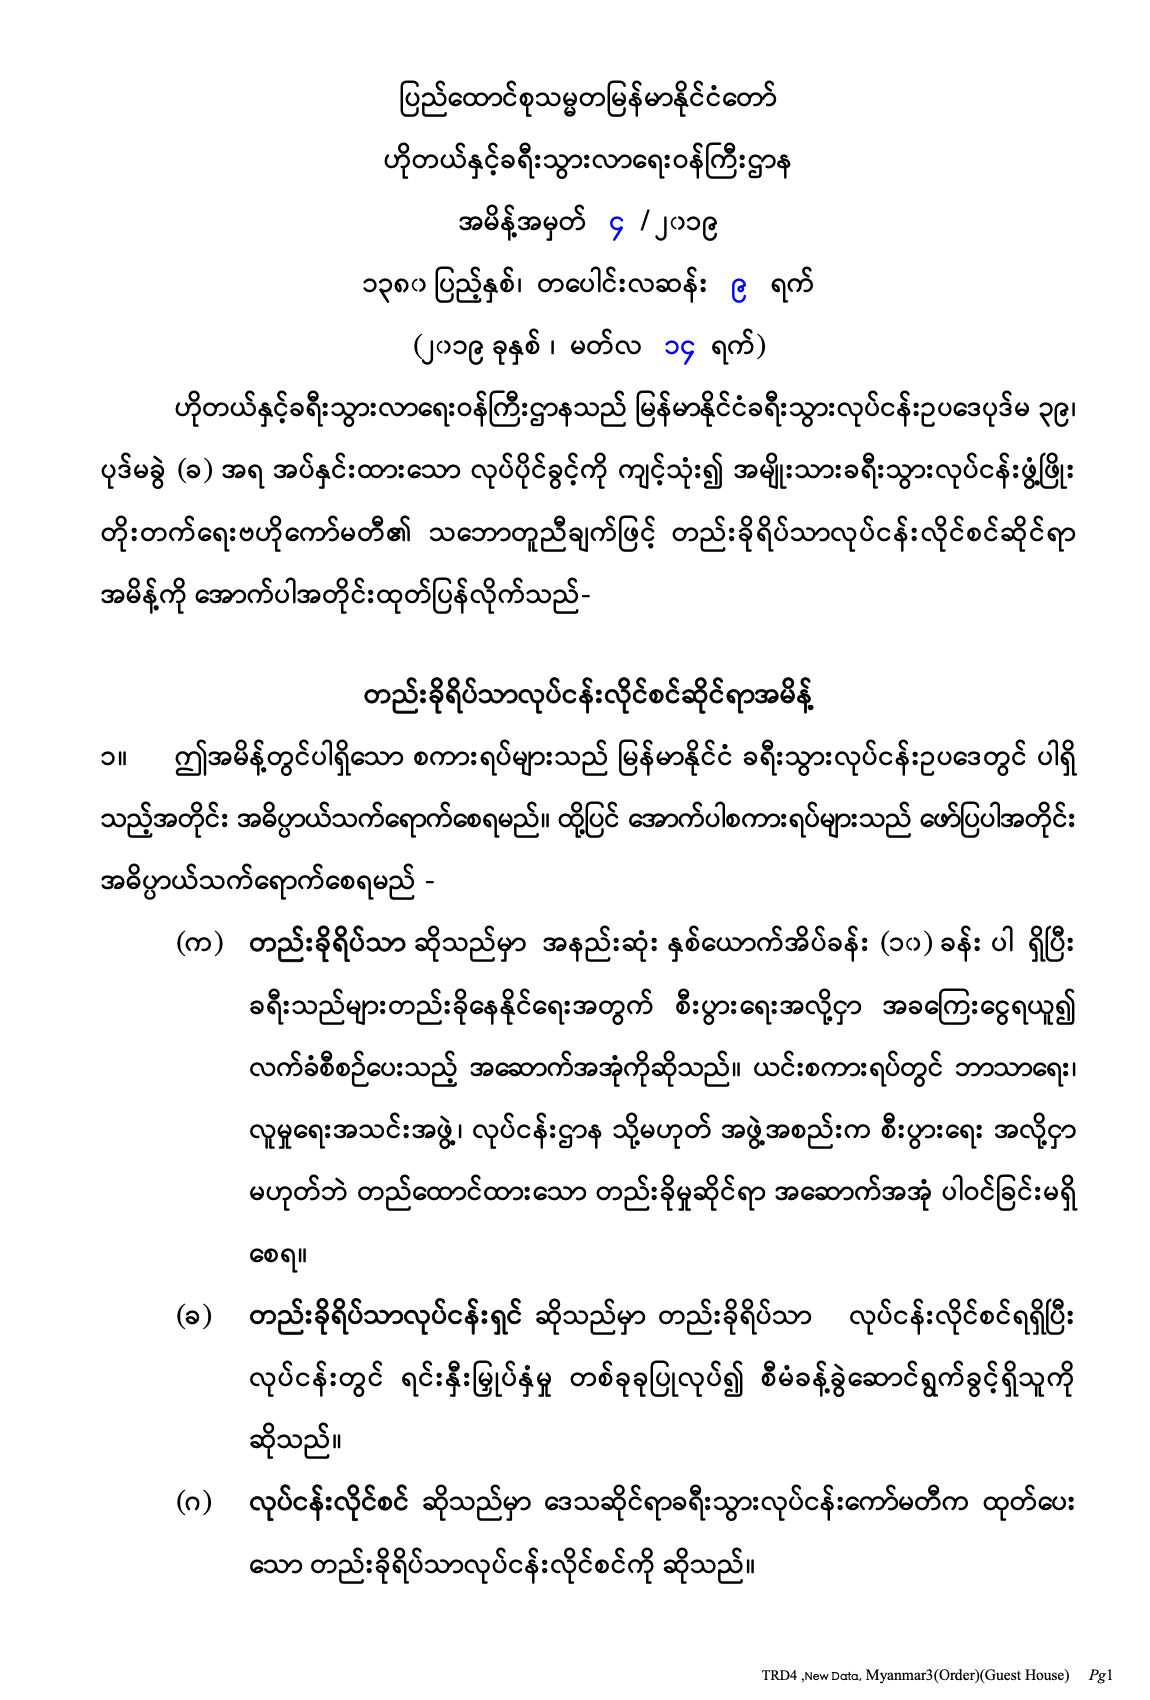 ပြည်ထောင်စုသမ္မတမြန်မာနိုင်ငံတော်
ဟိုတယ်နှင့်ခရီးသွားလာရေးဝန်ကြီးဌာန
အမိန့်အမှတ် ၄ /၂၀၁၉
၁၃၈၀ ပြည့်နှစ်၊ တပေါင်းလဆန်း ၉ ရက်
(၂၀၁၉ ခုနှစ် ၊ မတ်လ ၁၄ ရက်)
ဟိုတယ်နှင့်ခရီးသွားလာရေးဝန်ကြီးဌာနသည် မြန်မာနိုင်ငံခရီးသွားလုပ်ငန်းဥပဒေပုဒ်မ ၃၉၊
ပုဒ်မခွဲ (ခ) အရ အပ်နှင်းထားသော လုပ်ပိုင်ခွင့်ကို ကျင့်သုံး၍ အမျိုးသားခရီးသွားလုပ်ငန်းဖွံ့ဖြိုး
တိုးတက်ရေးဗဟိုကော်မတီ၏ သဘောတူညီချက်ဖြင့် တည်းခိုရိပ်သာလုပ်ငန်းလိုင်စင်ဆိုင်ရာ
အမိန့်ကို အောက်ပါအတိုင်းထုတ်ပြန်လိုက်သည်-
တည်းခိုရိပ်သာလုပ်ငန်းလိုင်စင်ဆိုင်ရာအမိန့်
၁။ ဤအမိန့်တွင်ပါရှိသော စကားရပ်များသည် မြန်မာနိုင်ငံ ခရီးသွားလုပ်ငန်းဥပဒေတွင် ပါရှိ
သည့်အတိုင်း အဓိပ္ပာယ်သက်ရောက်စေရမည်။ ထို့ပြင် အောက်ပါစကားရပ်များသည် ဖော်ပြပါအတိုင်း
အဓိပ္ပာယ်သက်ရောက်စေရမည် -
(က) တည်းခိုရိပ်သာ ဆိုသည်မှာ အနည်းဆုံး နှစ်ယောက်အိပ်ခန်း (၁၀) ခန်း ပါ ရှိပြီး
ခရီးသည်များတည်းခိုနေနိုင်ရေးအတွက် စီးပွားရေးအလို့ငှာ အခကြေးငွေရယူ၍
လက်ခံစီစဉ်ပေးသည့် အဆောက်အအုံကိုဆိုသည်။ ယင်းစကားရပ်တွင် ဘာသာရေး၊
လူမှုရေးအသင်းအဖွဲ့၊ လုပ်ငန်းဌာန သို့မဟုတ် အဖွဲ့အစည်းက စီးပွားရေး အလို့ငှာ
မဟုတ်ဘဲ တည်ထောင်ထားသော တည်းခိုမှုဆိုင်ရာ အဆောက်အအုံ ပါဝင်ခြင်းမရှိ
စေရ။
(ခ) တည်းခိုရိပ်သာလုပ်ငန်းရှင် ဆိုသည်မှာ တည်းခိုရိပ်သာ လုပ်ငန်းလိုင်စင်ရရှိပြီး
လုပ်ငန်းတွင် ရင်းနှီးမြှုပ်နှံမှု တစ်ခုခုပြုလုပ်၍ စီမံခန့်ခွဲဆောင်ရွက်ခွင့်ရှိသူကို
ဆိုသည်။
(ဂ) လုပ်ငန်းလိုင်စင် ဆိုသည်မှာ ဒေသဆိုင်ရာခရီးသွားလုပ်ငန်းကော်မတီက ထုတ်ပေး
သော တည်းခိုရိပ်သာလုပ်ငန်းလိုင်စင်ကို ဆိုသည်။
TRD4 ,New Data, Myanmar3(Order)(Guest House) Pg1